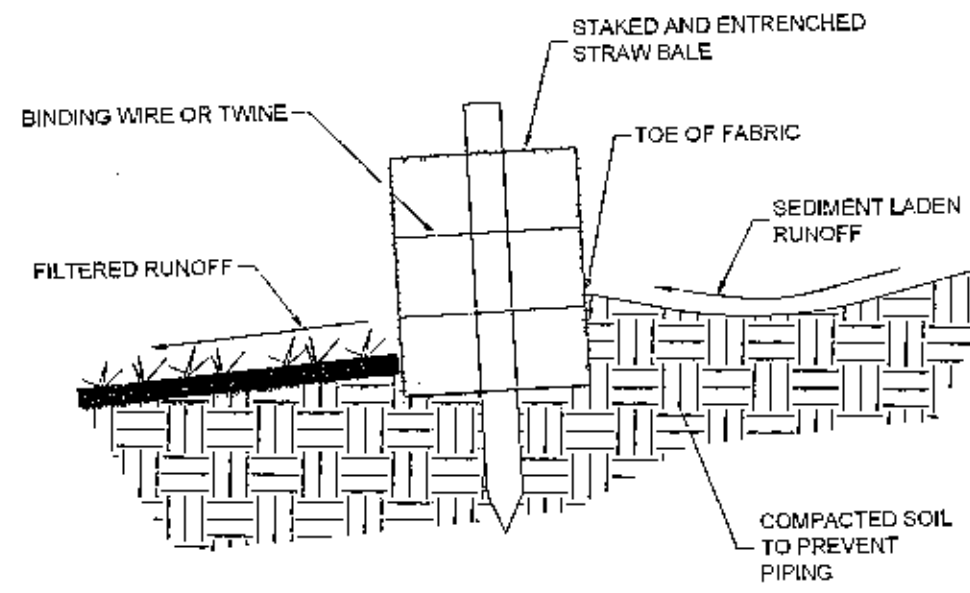 STAKED AND ENTRENCHED
STRAW BALE
BINDING WIRE OR TWINE
TOE OF FABRIC
SEDIMENT LADEN
RUNOFF
FILTERED RUNOFF
COMPACTED SOIL
TO PREVENT
PIPING